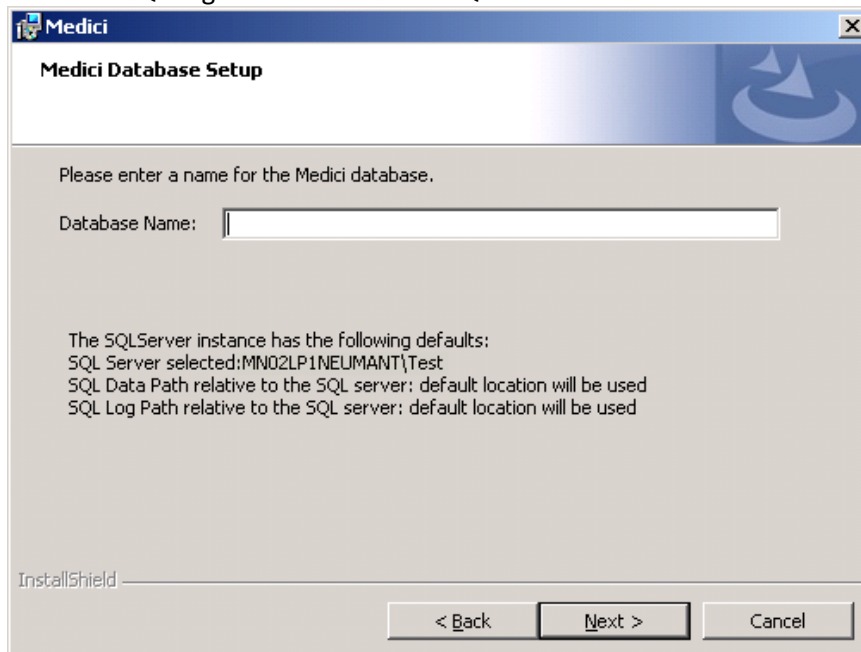 Medici
Medici Database Setup
Please enter a name for the Medici database.
Database Name:
The SQLServer instance has the following defaults:
SQL Server selected:MN02LP1NEUMANT\Test
SQL Data Path relative to the SQL server: default location will be used
SQL Log Path relative to the SQL server: default location will be used
InstallShield
< Back
Next >
Cancel